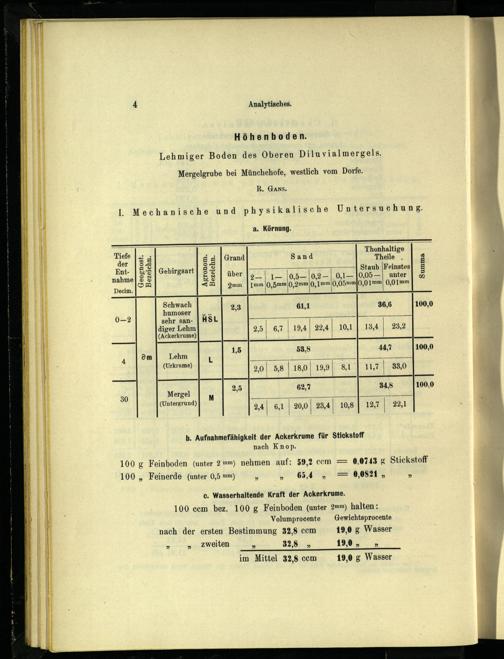 4 Analytisches.
Höhenboden.
Lehmiger Boden des Oberen Diluvialmergels.
Mergelgrube bei Münchehofe, westlich vom Dorfe.
R. Gans.
I. Mechanische und physikalische Untersuchung.
a. Körnung.
Tiefe der Ent-nahme Decim. | Geognost. Bezeichn. | Gebirgsart | Agronom. Bezeichn. | Grand über 2mm | Sand | Thonhaltige Theile | Summa
2—1mm | 1—0,5mm | 0,5—0,2mm | 0,2—0,1mm | 0,1—0,05mm | Staub 0,05—0,01mm | Feinstes unter 0,01mm
0—2 | ∂m | Schwach humoser sehr san-diger Lehm (Ackerkrume) | H̆S̄L | 2,3 | 61,1 | 36,6 | 100,0
2,5 | 6,7 | 19,4 | 22,4 | 10,1 | 13,4 | 23,2
4 | Lehm (Urkrume) | L | 1,5 | 53,8 | 44,7 | 100,0
2,0 | 5,8 | 18,0 | 19,9 | 8,1 | 11,7 | 33,0
30 | Mergel (Untergrund) | M | 2,5 | 62,7 | 34,8 | 100,0
2,4 | 6,1 | 20,0 | 23,4 | 10,8 | 12,7 | 22,1
b. Aufnahmefähigkeit der Ackerkrume für Stickstoff
nach Knop.
100 g Feinboden (unter 2mm) nehmen auf: 59,2 ccm = 0,0743 g Stickstoff
100 „ Feinerde (unter 0,5mm) „ „ 65,4 „ = 0,0821 „ „
c. Wasserhaltende Kraft der Ackerkrume.
100 ccm bez. 100 g Feinboden (unter 2mm) halten:
Volumprocente Gewichtsprocente
nach der ersten Bestimmung 32,8 ccm 19,0 g Wasser
„ „ zweiten „ 32,8 „ 19,0 „ „
im Mittel 32,8 ccm 19,0 g Wasser